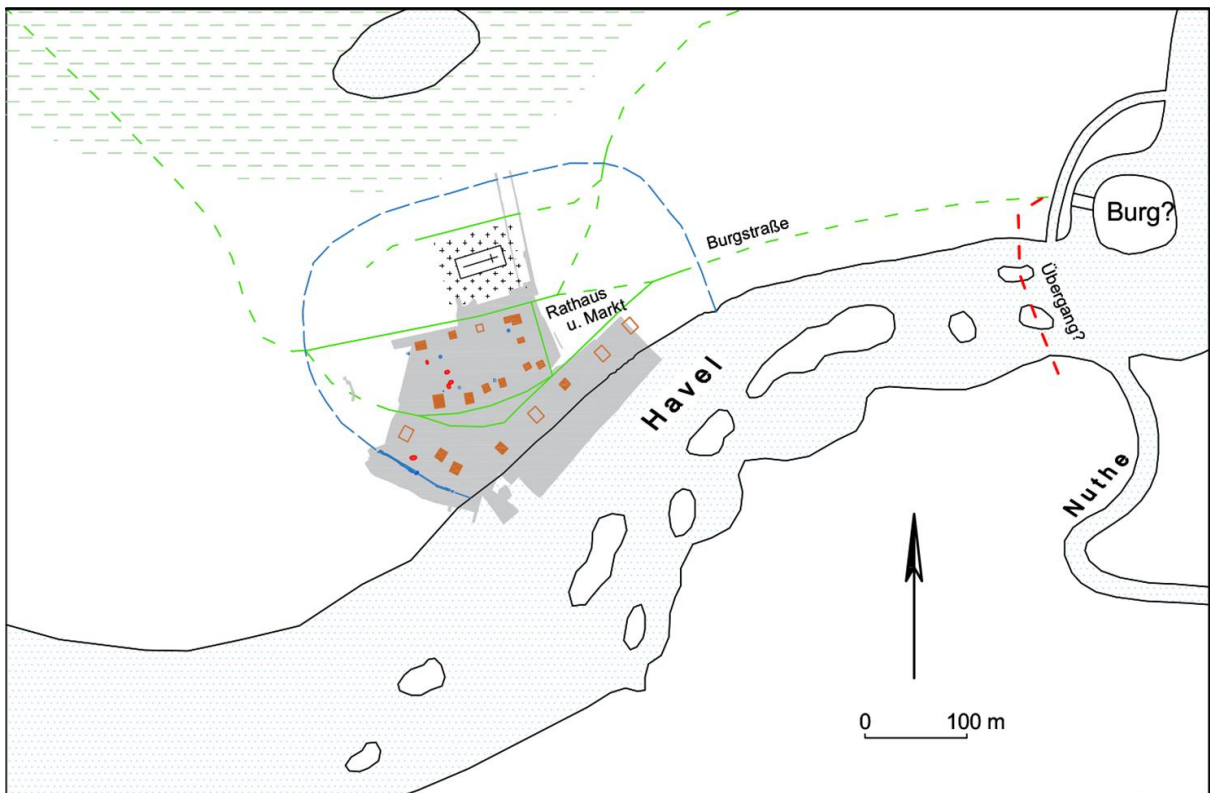 Burg?
Burgstraße
Übergang?
Rathaus
u. Markt
Havel
Nuthe
0 100 m